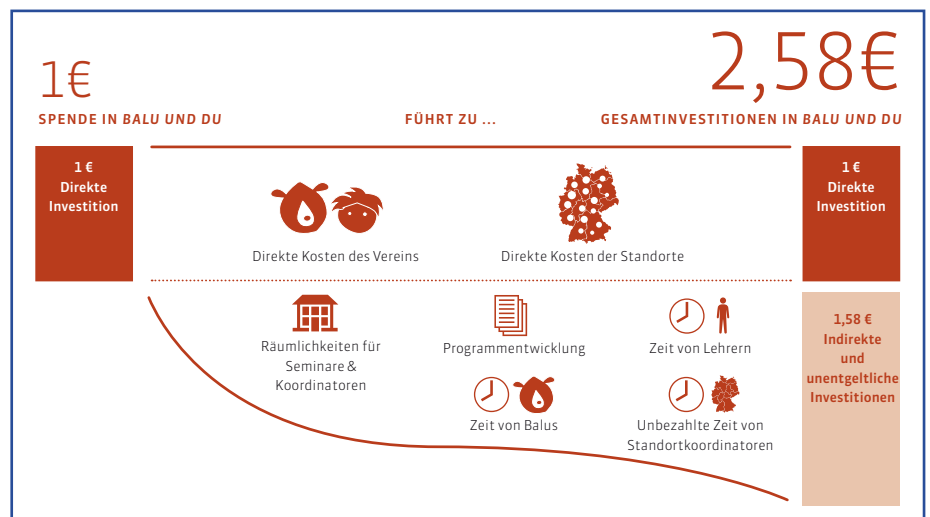 1€
2,58€
SPENDE IN BALU UND DU
FÜHRT ZU ...
GESAMTINVESTITIONEN IN BALU UND DU
1 €
Direkte
Investition
Direkte Kosten des Vereins
Direkte Kosten der Standorte
1 €
Direkte
Investition
Räumlichkeiten für
Seminare &
Koordinatoren
Programmentwicklung
Zeit von Lehrern
Zeit von Balus
Unbezahlte Zeit von
Standortkoordinatoren
1,58 €
Indirekte
und
unentgeltliche
Investitionen